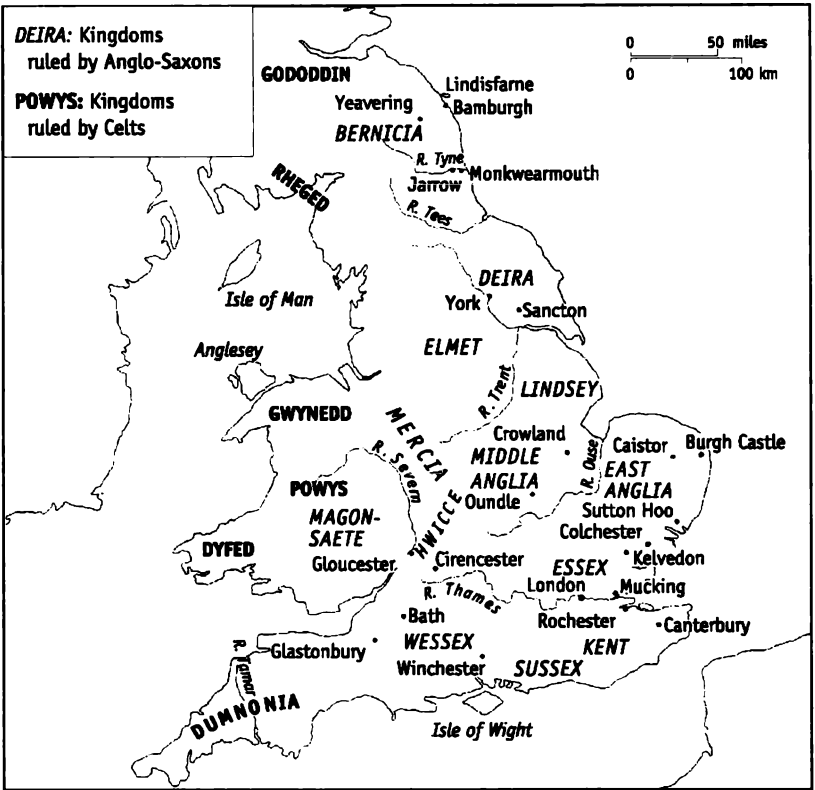 DEIRA: Kingdoms
ruled by Anglo-Saxons
POWYS: Kingdoms
ruled by Celts
0 50 miles
0 100 km
GODODDIN
Lindisfarne
Yeavering
Bamburgh
BERNICIA
R. Tyne
Monkwearmouth
Jarrow
RHEGED
R. Tees
DEIRA
Isle of Man
York
Sancton
ELMET
Anglesey
R. Trent
LINDSEY
GWYNEDD
MERCIA
Crowland
R. Ouse
Caistor
Burgh Castle
R. Severn
MIDDLE
ANGLIA
EAST
ANGLIA
POWYS
Oundle
Sutton Hoo
MAGON-
SAETE
HWICCE
Colchester
DYFED
Gloucester
Cirencester
ESSEX
Kelvedon
London
Mucking
R. Thames
Bath
Rochester
Canterbury
Glastonbury
WESSEX
KENT
R. Tamar
Winchester
SUSSEX
DUMNONIA
Isle of Wight